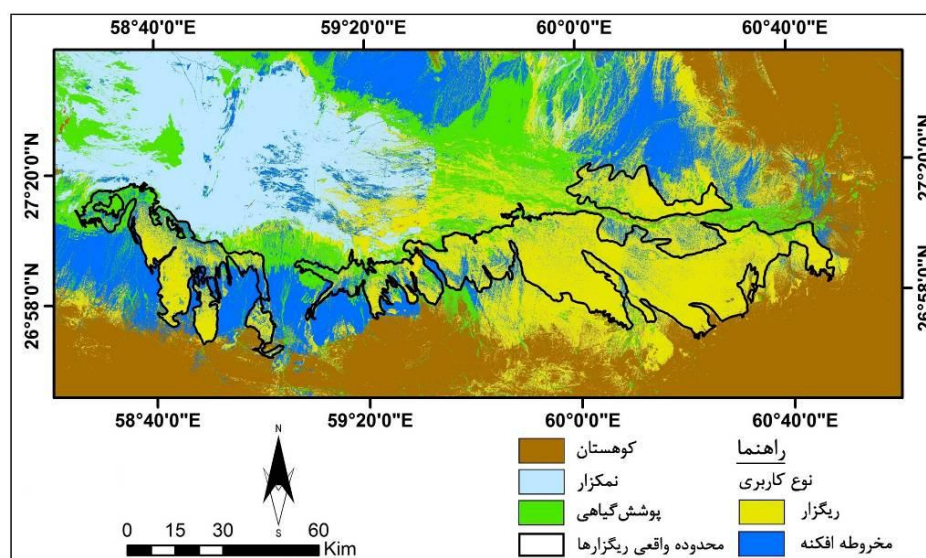 58°40'0"E 59°20'0"E 60°0'0"E 60°40'0"E
27°20'0"N 27°20'0"N
26°58'0"N 26°58'0"N
58°40'0"E 59°20'0"E 60°0'0"E 60°40'0"E
راهنما
نوع کاربری
ریگزار
مخروطه افکنه
کوهستان
نمکزار
پوشش‌گیاهی
محدوده واقعی ریگزارها
N
S
0 15 30 60
Kim